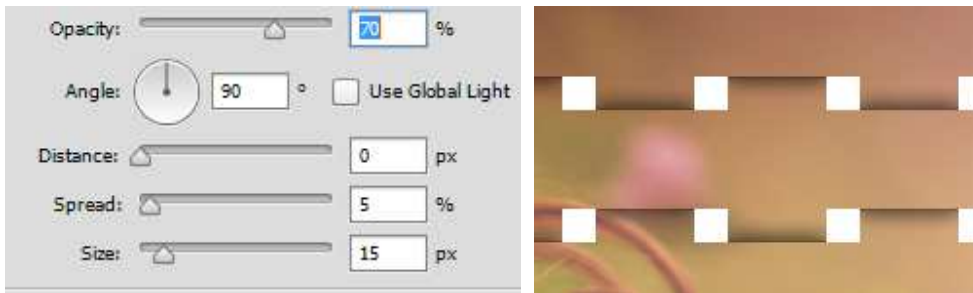 Opacity: 70 %
Angle: 90 ° Use Global Light
Distance: 0 px
Spread: 5 %
Size: 15 px